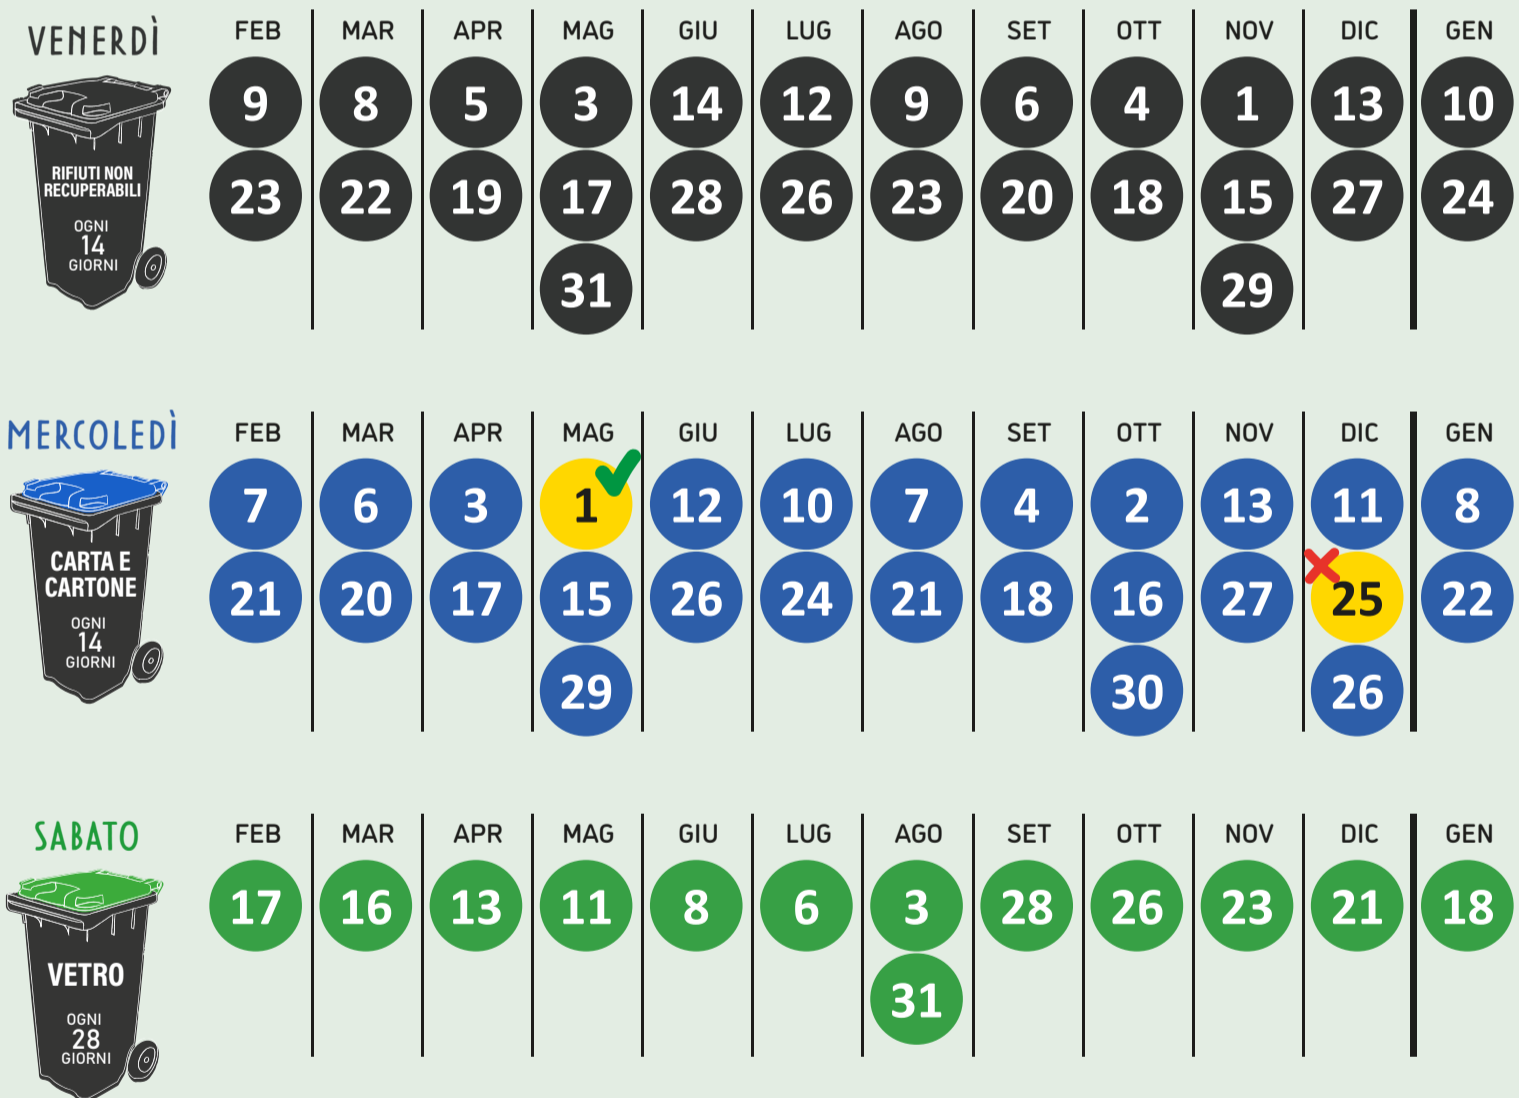 VENERDÌ
RIFIUTI NON
RECUPERABILI
OGNI
14
GIORNI
FEB MAR APR MAG GIU LUG AGO SET OTT NOV DIC GEN
9 8 5 3 14 12 9 6 4 1 13 10
23 22 19 17 28 26 23 20 18 15 27 24
31 29
MERCOLEDÌ
CARTA E
CARTONE
OGNI
14
GIORNI
FEB MAR APR MAG GIU LUG AGO SET OTT NOV DIC GEN
7 6 3 1 12 10 7 4 2 13 11 8
21 20 17 15 26 24 21 18 16 27 25 22
29 30 26
SABATO
VETRO
OGNI
28
GIORNI
FEB MAR APR MAG GIU LUG AGO SET OTT NOV DIC GEN
17 16 13 11 8 6 3 28 26 23 21 18
31